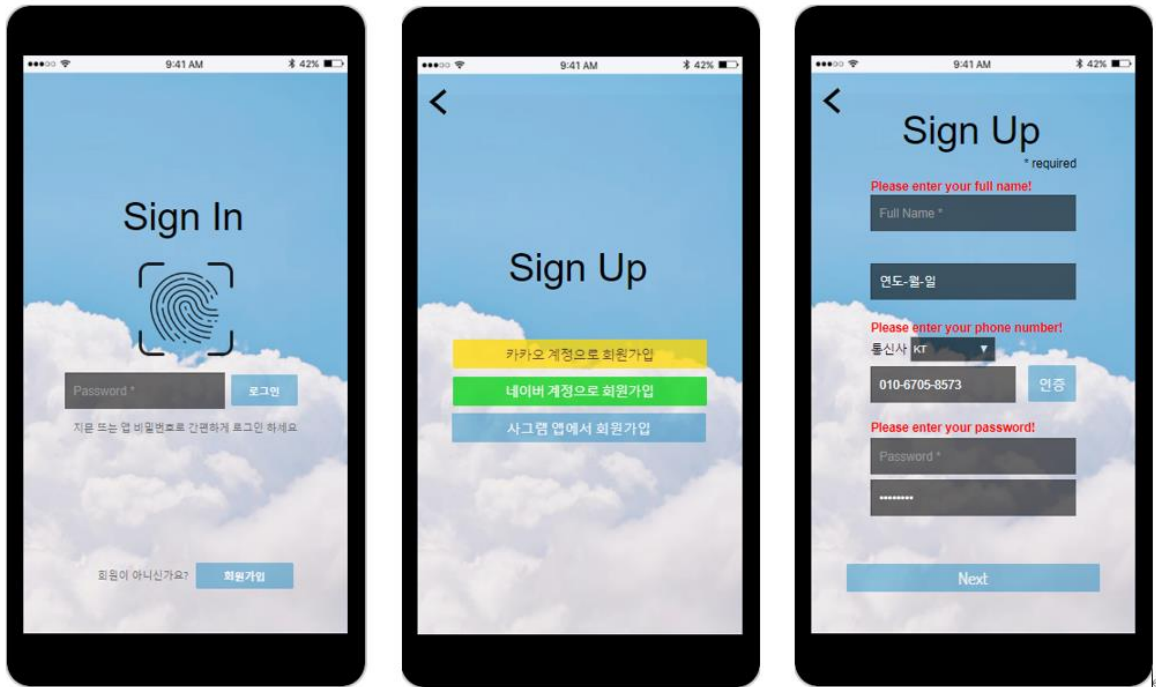 9:41 AM
42%
Sign In
Password *
로그인
지문 또는 앱 비밀번호로 간편하게 로그인 하세요
회원이 아니신가요?
회원가입
9:41 AM
42%
Sign Up
카카오 계정으로 회원가입
네이버 계정으로 회원가입
사그램 앱에서 회원가입
9:41 AM
42%
Sign Up
* required
Please enter your full name!
Full Name *
연도-월-일
Please enter your phone number!
통신사 KT
010-6705-8573
인증
Please enter your password!
Password *
Next